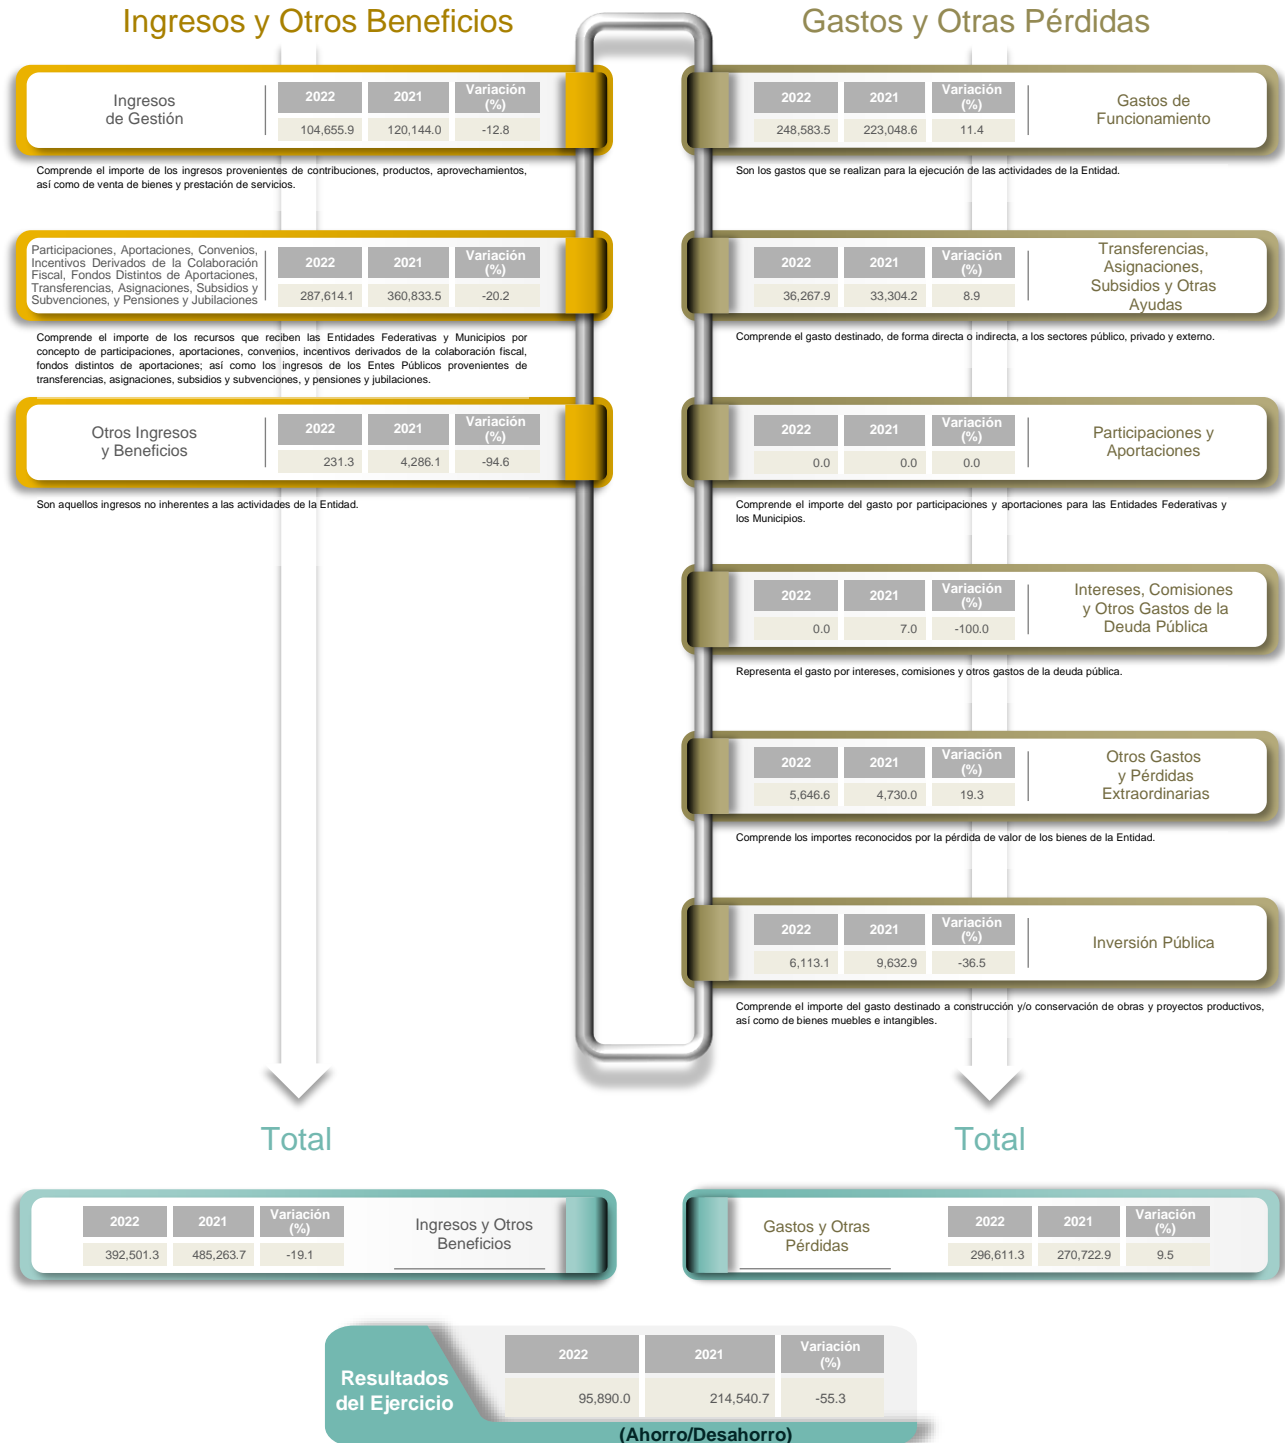 Ingresos y Otros Beneficios
Ingresos
de Gestión
2022 2021 Variación
(%)
104,655.9 120,144.0 -12.8
Comprende el importe de los ingresos provenientes de contribuciones, productos, aprovechamientos,
así como de venta de bienes y prestación de servicios.
Participaciones, Aportaciones, Convenios,
Incentivos Derivados de la Colaboración
Fiscal, Fondos Distintos de Aportaciones,
Transferencias, Asignaciones, Subsidios y
Subvenciones, y Pensiones y Jubilaciones
2022 2021 Variación
(%)
287,614.1 360,833.5 -20.2
Comprende el importe de los recursos que reciben las Entidades Federativas y Municipios por
concepto de participaciones, aportaciones, convenios, incentivos derivados de la colaboración fiscal,
fondos distintos de aportaciones; así como los ingresos de los Entes Públicos provenientes de
transferencias, asignaciones, subsidios y subvenciones, y pensiones y jubilaciones.
Otros Ingresos
y Beneficios
2022 2021 Variación
(%)
231.3 4,286.1 -94.6
Son aquellos ingresos no inherentes a las actividades de la Entidad.
Gastos y Otras Pérdidas
2022 2021 Variación
(%)
248,583.5 223,048.6 11.4
Gastos de
Funcionamiento
Son los gastos que se realizan para la ejecución de las actividades de la Entidad.
2022 2021 Variación
(%)
36,267.9 33,304.2 8.9
Transferencias,
Asignaciones,
Subsidios y Otras
Ayudas
Comprende el gasto destinado, de forma directa o indirecta, a los sectores público, privado y externo.
2022 2021 Variación
(%)
0.0 0.0 0.0
Participaciones y
Aportaciones
Comprende el importe del gasto por participaciones y aportaciones para las Entidades Federativas y
los Municipios.
2022 2021 Variación
(%)
0.0 7.0 -100.0
Intereses, Comisiones
y Otros Gastos de la
Deuda Pública
Representa el gasto por intereses, comisiones y otros gastos de la deuda pública.
2022 2021 Variación
(%)
5,646.6 4,730.0 19.3
Otros Gastos
y Pérdidas
Extraordinarias
Comprende los importes reconocidos por la pérdida de valor de los bienes de la Entidad.
2022 2021 Variación
(%)
6,113.1 9,632.9 -36.5
Inversión Pública
Comprende el importe del gasto destinado a construcción y/o conservación de obras y proyectos productivos,
así como de bienes muebles e intangibles.
Total
2022 2021 Variación
(%)
392,501.3 485,263.7 -19.1
Ingresos y Otros
Beneficios
Total
Gastos y Otras
Pérdidas
2022 2021 Variación
(%)
296,611.3 270,722.9 9.5
Resultados
del Ejercicio
2022 2021 Variación
(%)
95,890.0 214,540.7 -55.3
(Ahorro/Desahorro)